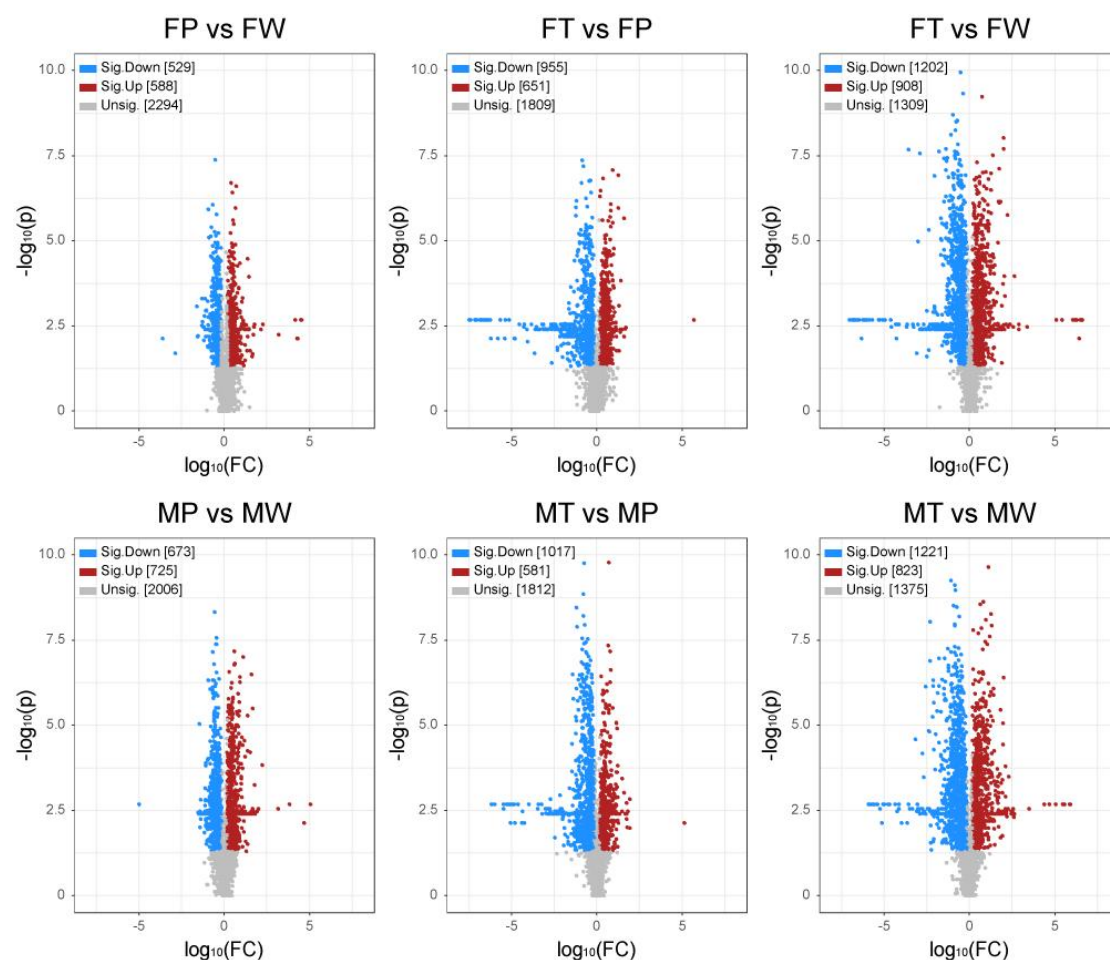 FP vs FW
10.0
Sig.Down [529]
Sig.Up [588]
Unsig. [2294]
7.5
5.0
2.5
0
-log₁₀(p)
-5
0
5
log₁₀(FC)
FT vs FP
10.0
Sig.Down [955]
Sig.Up [651]
Unsig. [1809]
7.5
5.0
2.5
0
-log₁₀(p)
-5
0
5
log₁₀(FC)
FT vs FW
10.0
Sig.Down [1202]
Sig.Up [908]
Unsig. [1309]
7.5
5.0
2.5
0
-log₁₀(p)
-5
0
5
log₁₀(FC)
MP vs MW
10.0
Sig.Down [673]
Sig.Up [725]
Unsig. [2006]
7.5
5.0
2.5
0
-log₁₀(p)
-5
0
5
log₁₀(FC)
MT vs MP
10.0
Sig.Down [1017]
Sig.Up [581]
Unsig. [1812]
7.5
5.0
2.5
0
-log₁₀(p)
-5
0
5
log₁₀(FC)
MT vs MW
10.0
Sig.Down [1221]
Sig.Up [823]
Unsig. [1375]
7.5
5.0
2.5
0
-log₁₀(p)
-5
0
5
log₁₀(FC)